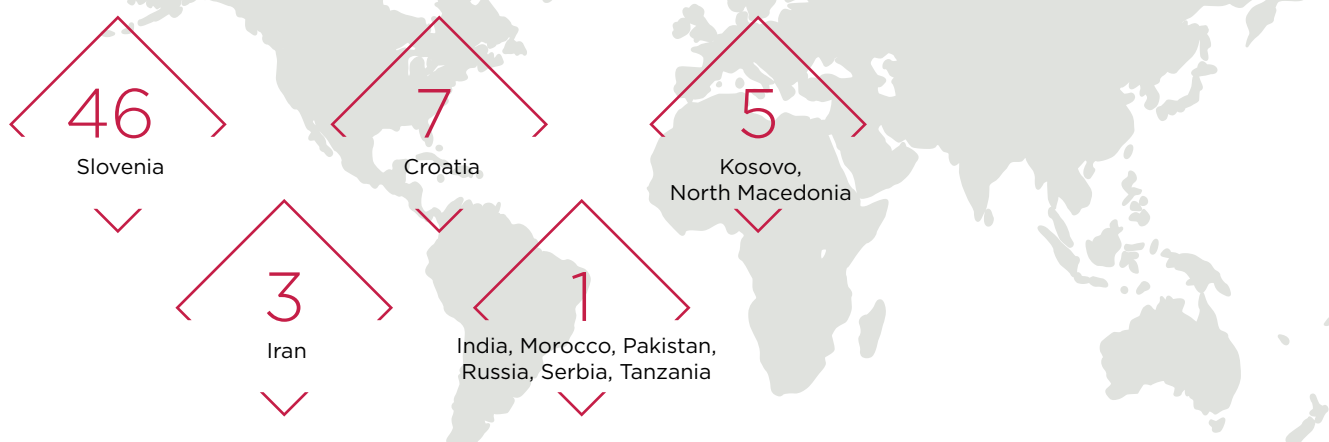 46
Slovenia
7
Croatia
5
Kosovo,
North Macedonia
3
Iran
1
India, Morocco, Pakistan,
Russia, Serbia, Tanzania